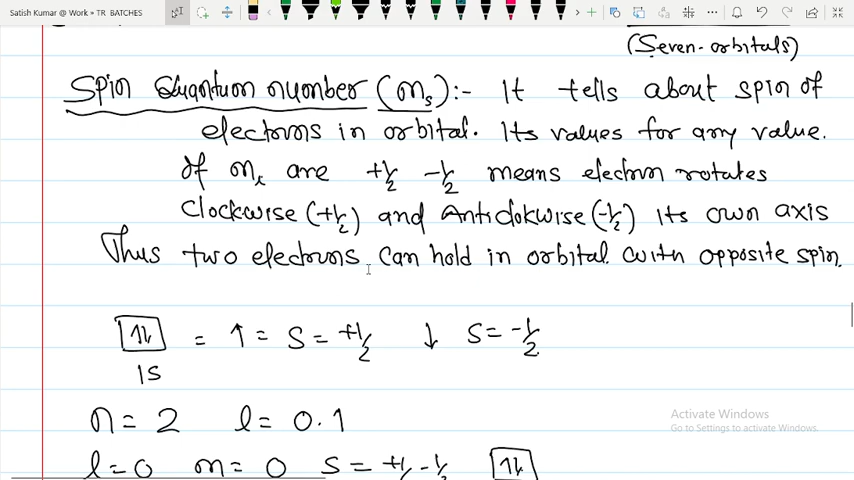 Satish Kumar @ Work » TR BATCHES
(Seven-orbitals)
Spin Quantum number (ms):- It tells about spin of
electrons in orbital. Its values for any value.
of ml are +1/2 -1/2 means electron rotates
Clockwise (+1/2) and Anticlokwise (-1/2) Its own axis
Thus two electrons can hold in orbital with opposite spin.
↑↓ = ↑ = S = +1/2 ↓ S = -1/2
1S
n = 2 l = 0.1
l = 0 m = 0 S = +1/2 -1/2 ↑↓
Activate Windows
Go to Settings to activate Windows.